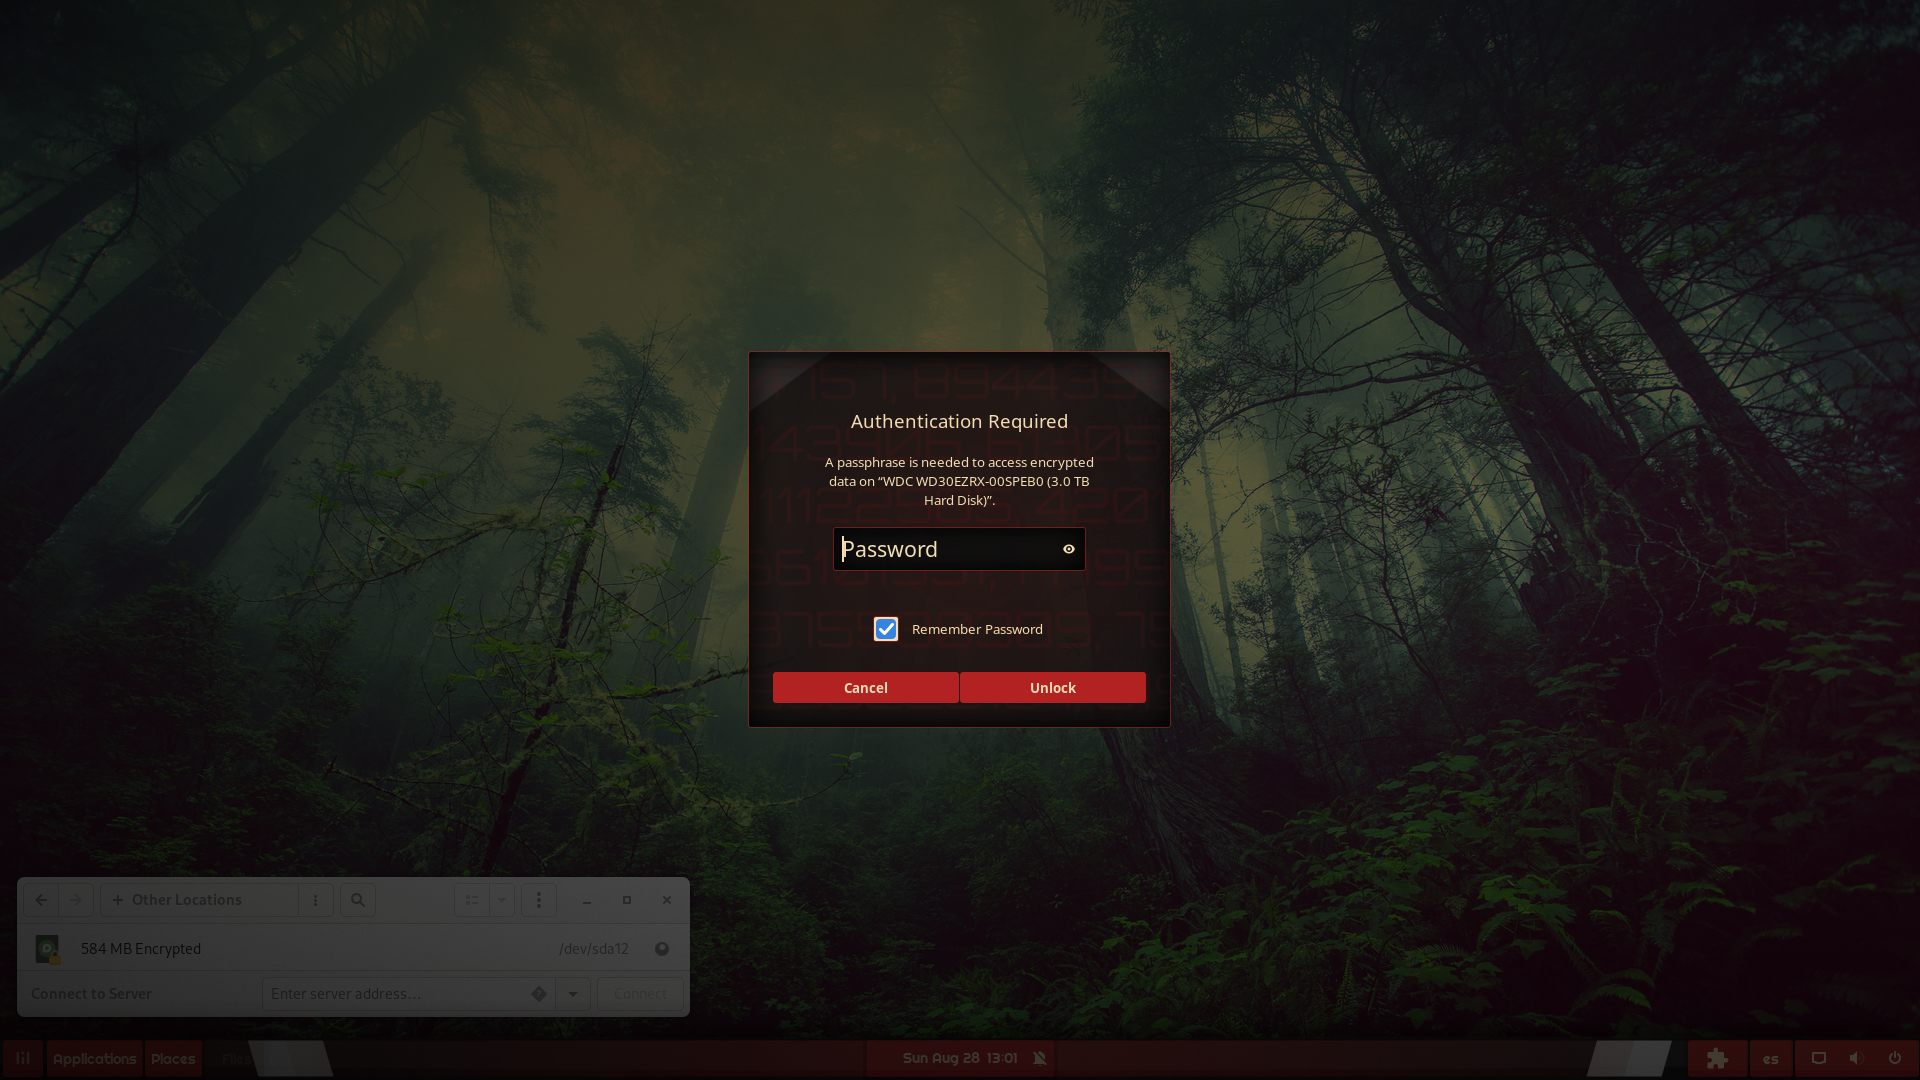 Authentication Required
A passphrase is needed to access encrypted
data on “WDC WD30EZRX-00SPEB0 (3.0 TB
Hard Disk)”.
Password
Remember Password
Cancel
Unlock
Other Locations
584 MB Encrypted
/dev/sda12
Connect to Server
Enter server address…
Connect
Applications
Places
Files
Sun Aug 28 13:01
es